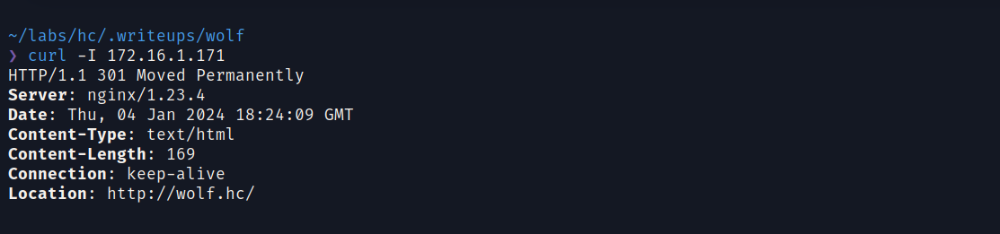 ~/labs/hc/.writeups/wolf
❯ curl -I 172.16.1.171
HTTP/1.1 301 Moved Permanently
Server: nginx/1.23.4
Date: Thu, 04 Jan 2024 18:24:09 GMT
Content-Type: text/html
Content-Length: 169
Connection: keep-alive
Location: http://wolf.hc/